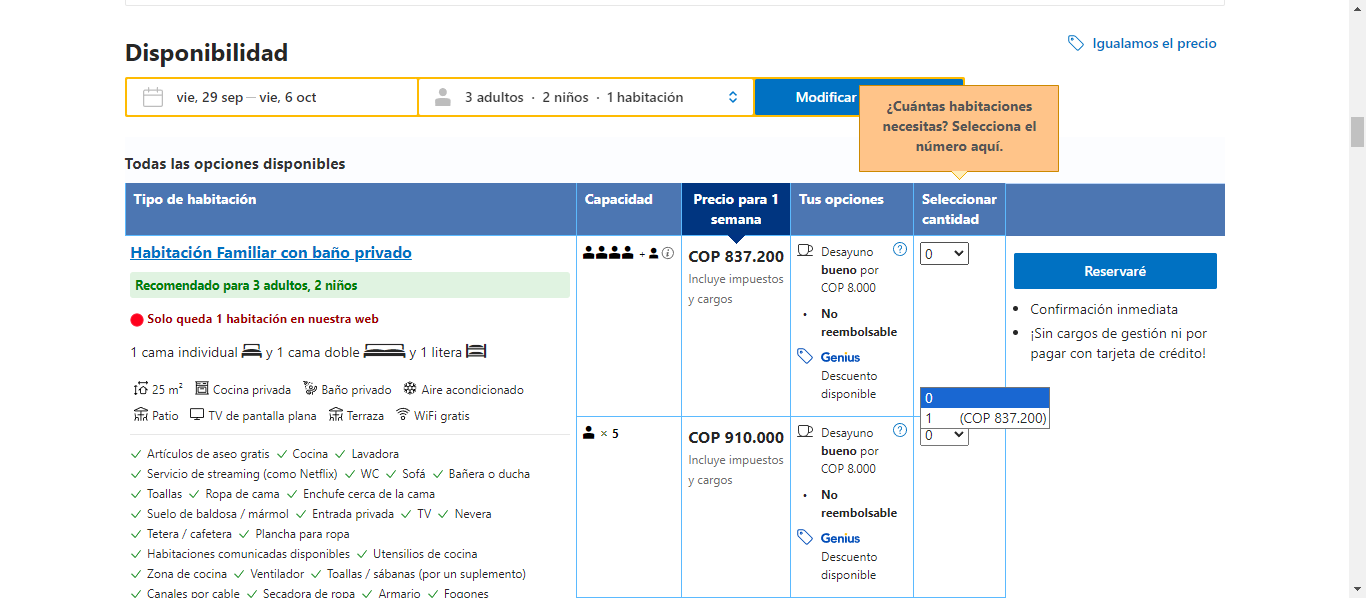 Disponibilidad
Igualamos el precio
vie, 29 sep — vie, 6 oct
3 adultos · 2 niños · 1 habitación
Modificar
¿Cuántas habitaciones
necesitas? Selecciona el
número aquí.
Todas las opciones disponibles
Tipo de habitación
Capacidad
Precio para 1
semana
Tus opciones
Seleccionar
cantidad
Habitación Familiar con baño privado
Recomendado para 3 adultos, 2 niños
Solo queda 1 habitación en nuestra web
1 cama individual y 1 cama doble y 1 litera
25 m² Cocina privada Baño privado Aire acondicionado
Patio TV de pantalla plana Terraza WiFi gratis
Artículos de aseo gratis Cocina Lavadora
Servicio de streaming (como Netflix) WC Sofá Bañera o ducha
Toallas Ropa de cama Enchufe cerca de la cama
Suelo de baldosa / mármol Entrada privada TV Nevera
Tetera / cafetera Plancha para ropa
Habitaciones comunicadas disponibles Utensilios de cocina
Zona de cocina Ventilador Toallas / sábanas (por un suplemento)
Canales por cable Secadora de ropa Armario Fogones
+
COP 837.200
Incluye impuestos
y cargos
Desayuno
bueno por
COP 8.000
• No
reembolsable
Genius
Descuento
disponible
0
Reservaré
• Confirmación inmediata
• ¡Sin cargos de gestión ni por
pagar con tarjeta de crédito!
0
1 (COP 837.200)
× 5
COP 910.000
Incluye impuestos
y cargos
Desayuno
bueno por
COP 8.000
• No
reembolsable
Genius
Descuento
disponible
0